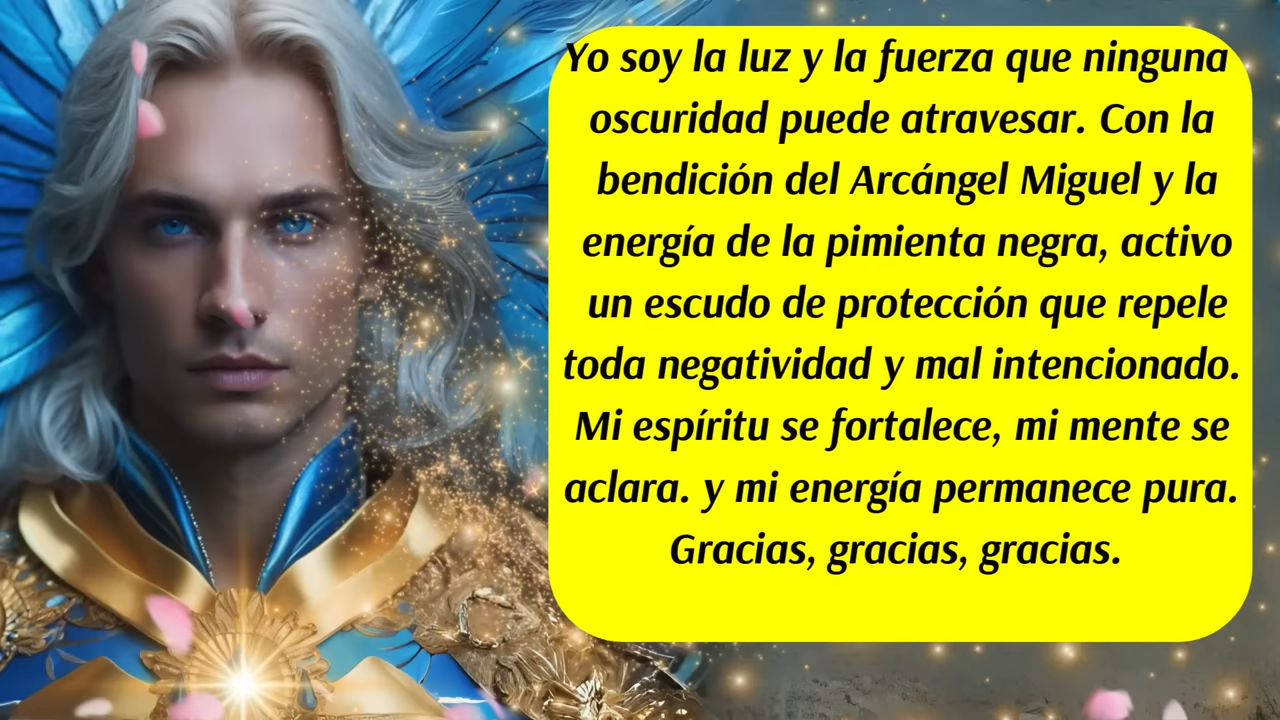 Yo soy la luz y la fuerza que ninguna
oscuridad puede atravesar. Con la
bendición del Arcángel Miguel y la
energía de la pimienta negra, activo
un escudo de protección que repele
toda negatividad y mal intencionado.
Mi espíritu se fortalece, mi mente se
aclara. y mi energía permanece pura.
Gracias, gracias, gracias.